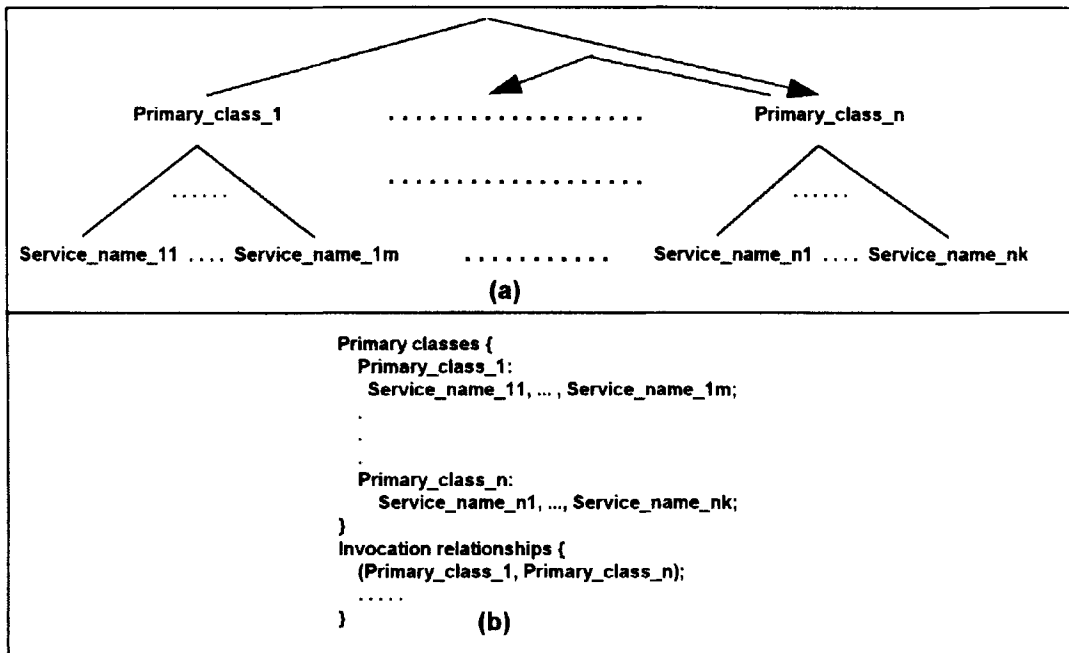 Primary_class_1 ..................... Primary_class_n
...... ..................... ......
Service_name_11 .... Service_name_1m ........... Service_name_n1 .... Service_name_nk
(a)
Primary classes {
Primary_class_1:
Service_name_11, ... , Service_name_1m;
.
.
.
Primary_class_n:
Service_name_n1, ..., Service_name_nk;
}
Invocation relationships {
(Primary_class_1, Primary_class_n);
.....
}
(b)